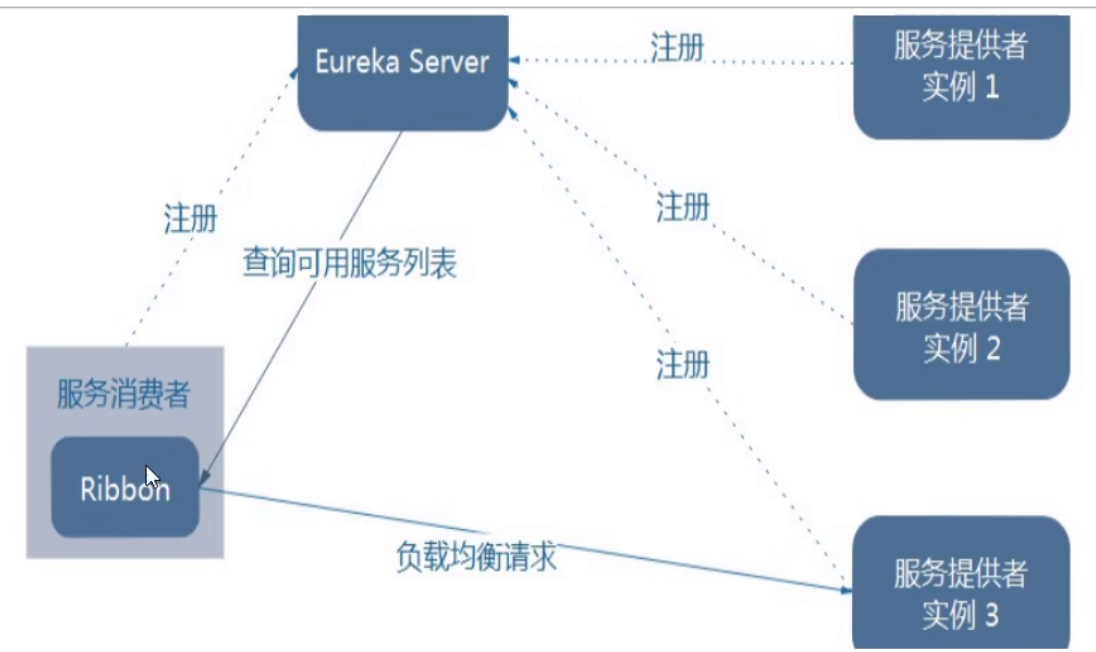 Eureka Server
注册
服务提供者
实例 1
注册
注册
查询可用服务列表
服务提供者
实例 2
注册
服务消费者
Ribbon
负载均衡请求
服务提供者
实例 3